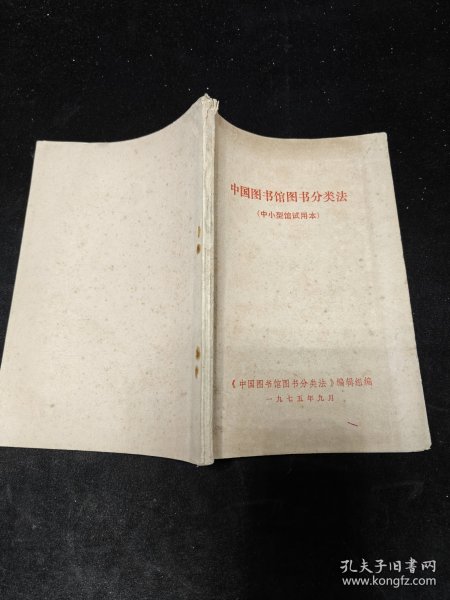 中国图书馆图书分类法
(中小型馆试用本)
《中国图书馆图书分类法》编辑组编
一九七五年九月
孔夫子旧书网
www.kongfz.com